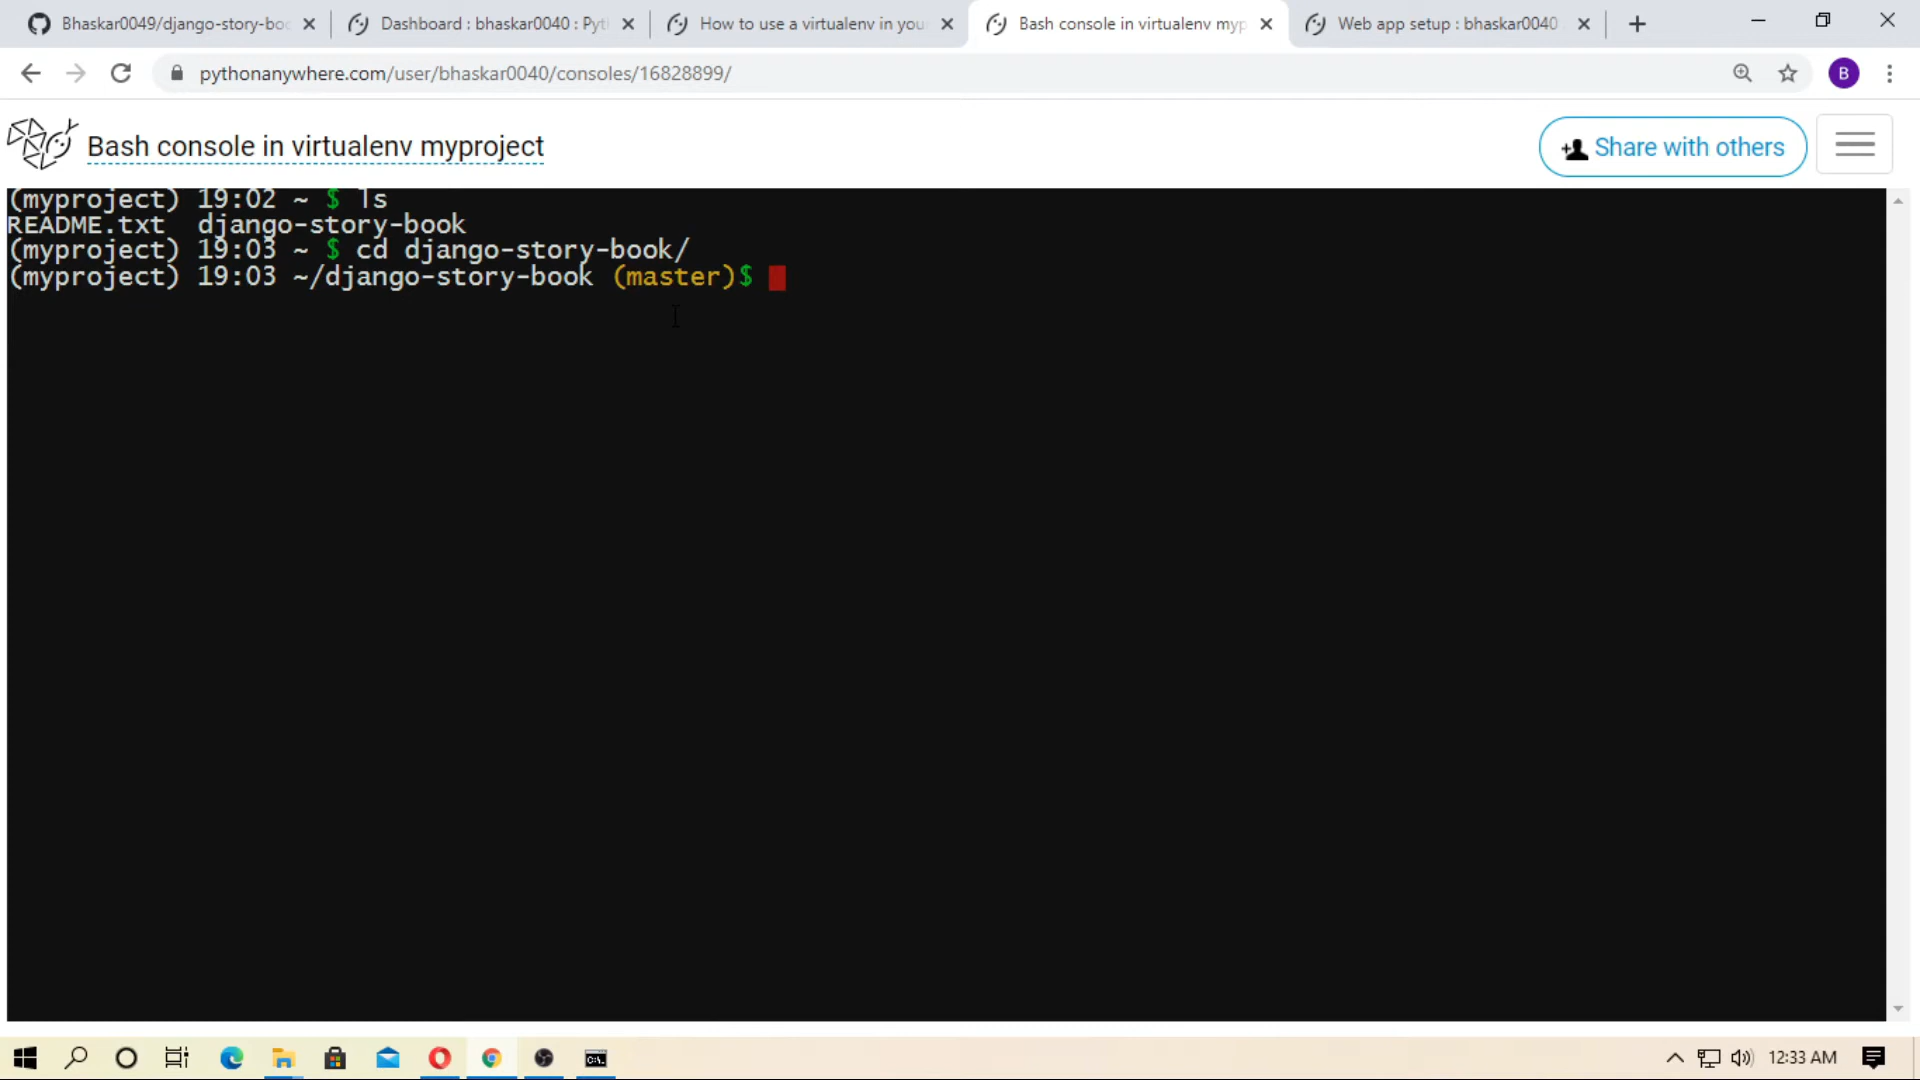 Bhaskar0049/django-story-boo
Dashboard : bhaskar0040 : Pyt
How to use a virtualenv in you
Bash console in virtualenv myp
Web app setup : bhaskar0040
pythonanywhere.com/user/bhaskar0040/consoles/16828899/
B
Bash console in virtualenv myproject
Share with others
(myproject) 19:02 ~ $ ls
README.txt  django-story-book
(myproject) 19:03 ~ $ cd django-story-book/
(myproject) 19:03 ~/django-story-book (master)$
12:33 AM